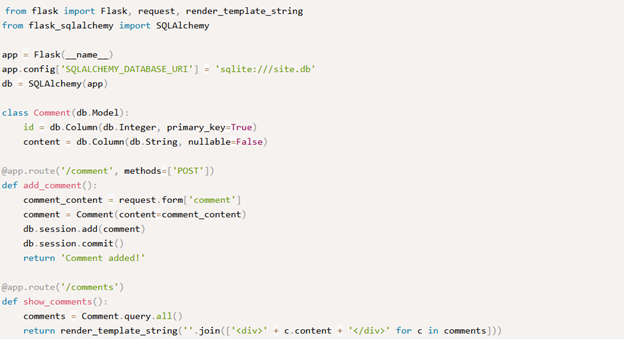 from flask import Flask, request, render_template_string
from flask_sqlalchemy import SQLAlchemy

app = Flask(__name__)
app.config['SQLALCHEMY_DATABASE_URI'] = 'sqlite:///site.db'
db = SQLAlchemy(app)

class Comment(db.Model):
    id = db.Column(db.Integer, primary_key=True)
    content = db.Column(db.String, nullable=False)

@app.route('/comment', methods=['POST'])
def add_comment():
    comment_content = request.form['comment']
    comment = Comment(content=comment_content)
    db.session.add(comment)
    db.session.commit()
    return 'Comment added!'

@app.route('/comments')
def show_comments():
    comments = Comment.query.all()
    return render_template_string(''.join(['<div>' + c.content + '</div>' for c in comments]))